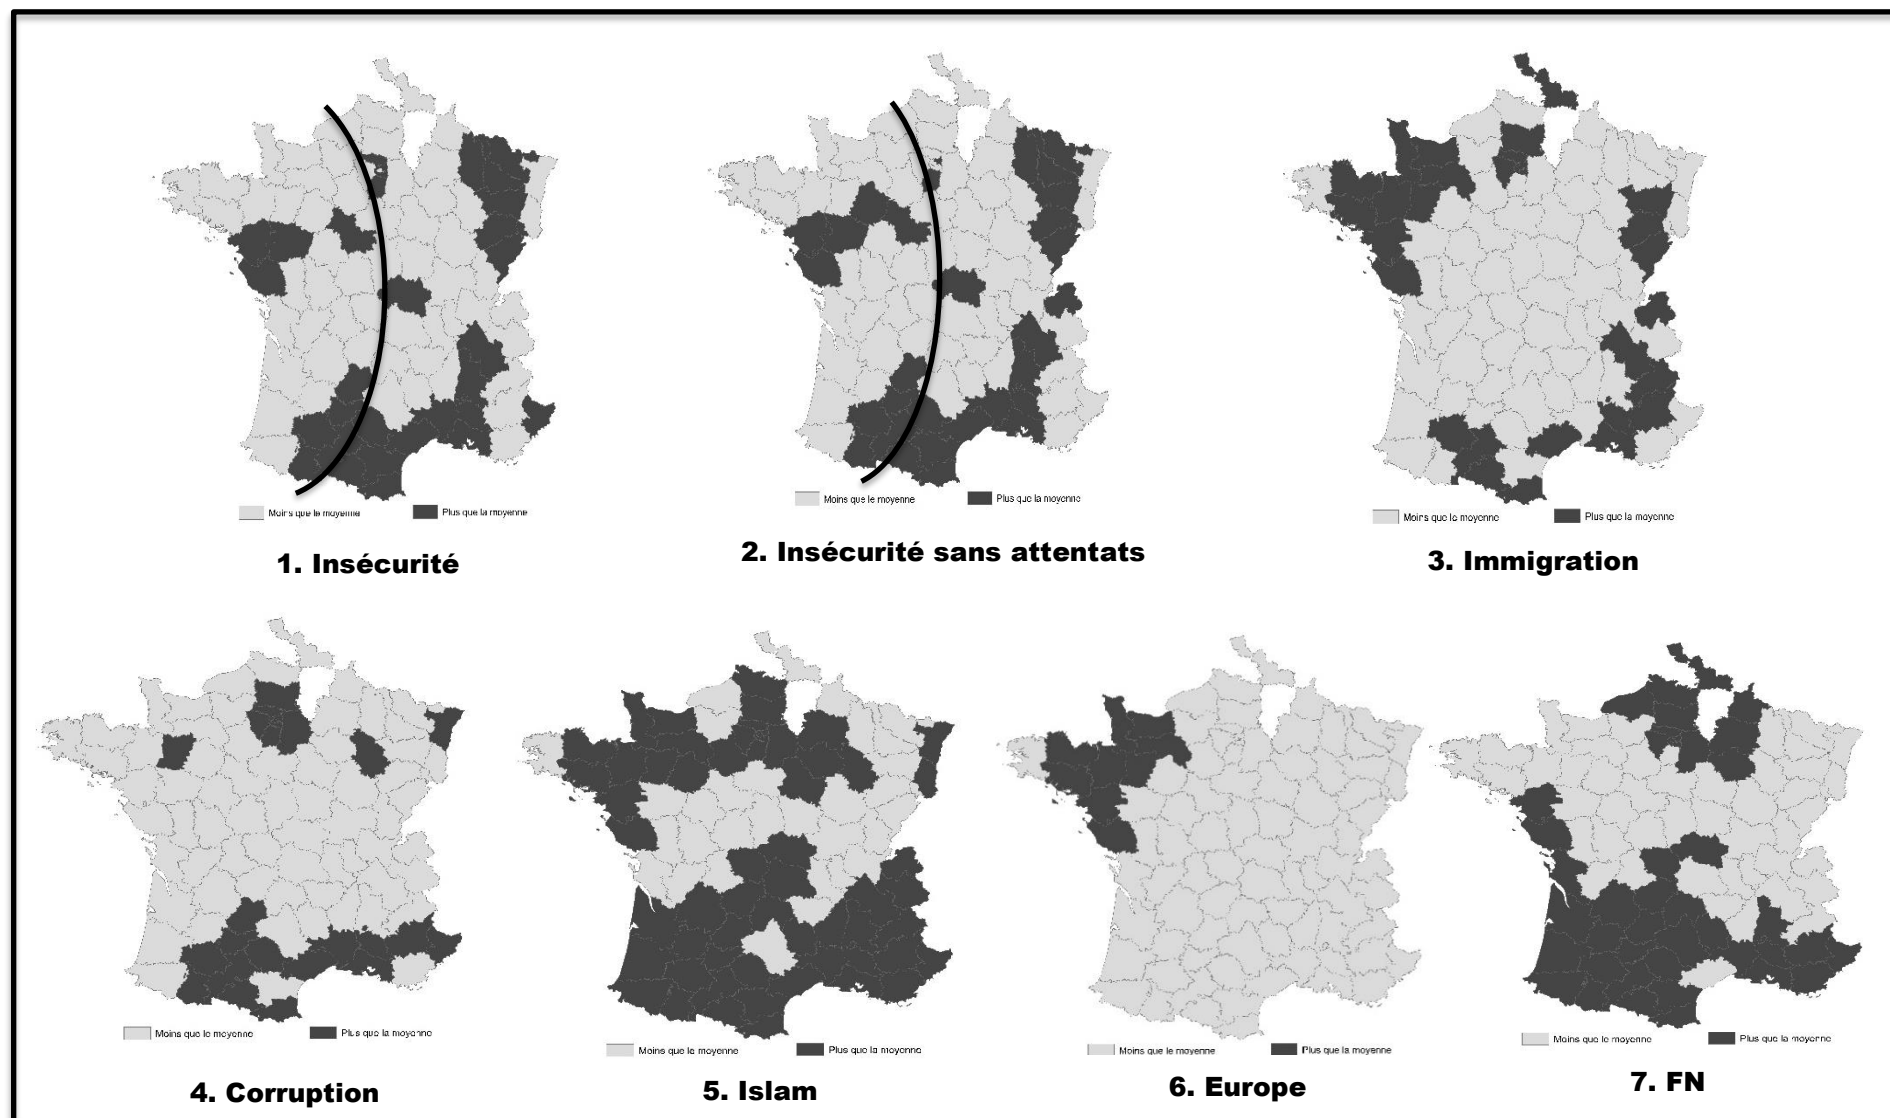 Moins que le moyenne Plus que la moyenne
Moins que le moyenne Plus que la moyenne
Moins que la moyenne Plus que la moyenne
1. Insécurité
2. Insécurité sans attentats
3. Immigration
Moins que le moyenne Plus que la moyenne
Moins que la moyenne Plus que la moyenne
Moins que la moyenne Plus que la moyenne
Moins que la moyenne Plus que la moyenne
4. Corruption
5. Islam
6. Europe
7. FN